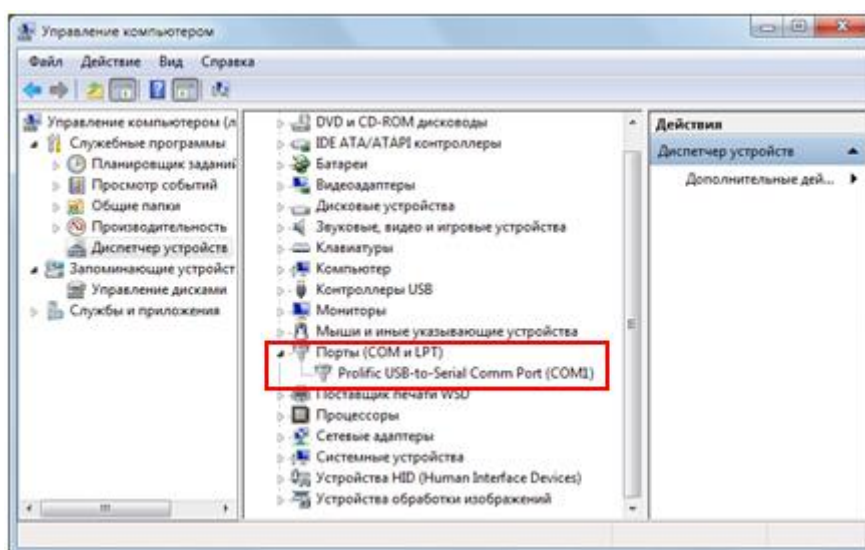 Управление компьютером
Файл Действие Вид Справка
Управление компьютером (л
Служебные программы
Планировщик заданий
Просмотр событий
Общие папки
Производительность
Диспетчер устройств
Запоминающие устройст
Управление дисками
Службы и приложения
DVD и CD-ROM дисководы
IDE ATA/ATAPI контроллеры
Батареи
Видеоадаптеры
Дисковые устройства
Звуковые, видео и игровые устройства
Клавиатуры
Компьютер
Контроллеры USB
Мониторы
Мыши и иные указывающие устройства
Порты (COM и LPT)
Prolific USB-to-Serial Comm Port (COM1)
Поставщик печати WSD
Процессоры
Сетевые адаптеры
Системные устройства
Устройства HID (Human Interface Devices)
Устройства обработки изображений
Действия
Диспетчер устройств
Дополнительные дей...